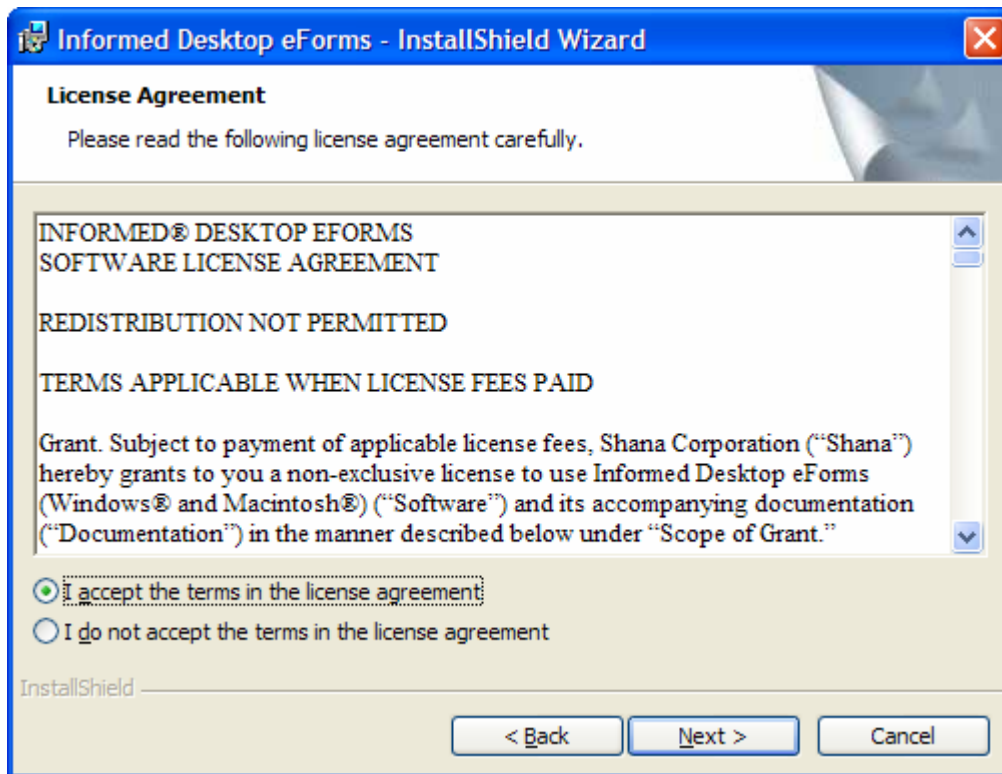 Informed Desktop eForms - InstallShield Wizard
License Agreement
Please read the following license agreement carefully.
INFORMED® DESKTOP EFORMS
SOFTWARE LICENSE AGREEMENT
REDISTRIBUTION NOT PERMITTED
TERMS APPLICABLE WHEN LICENSE FEES PAID
Grant. Subject to payment of applicable license fees, Shana Corporation (“Shana”)
hereby grants to you a non-exclusive license to use Informed Desktop eForms
(Windows® and Macintosh®) (“Software”) and its accompanying documentation
(“Documentation”) in the manner described below under “Scope of Grant.”
I accept the terms in the license agreement
I do not accept the terms in the license agreement
InstallShield
< Back
Next >
Cancel